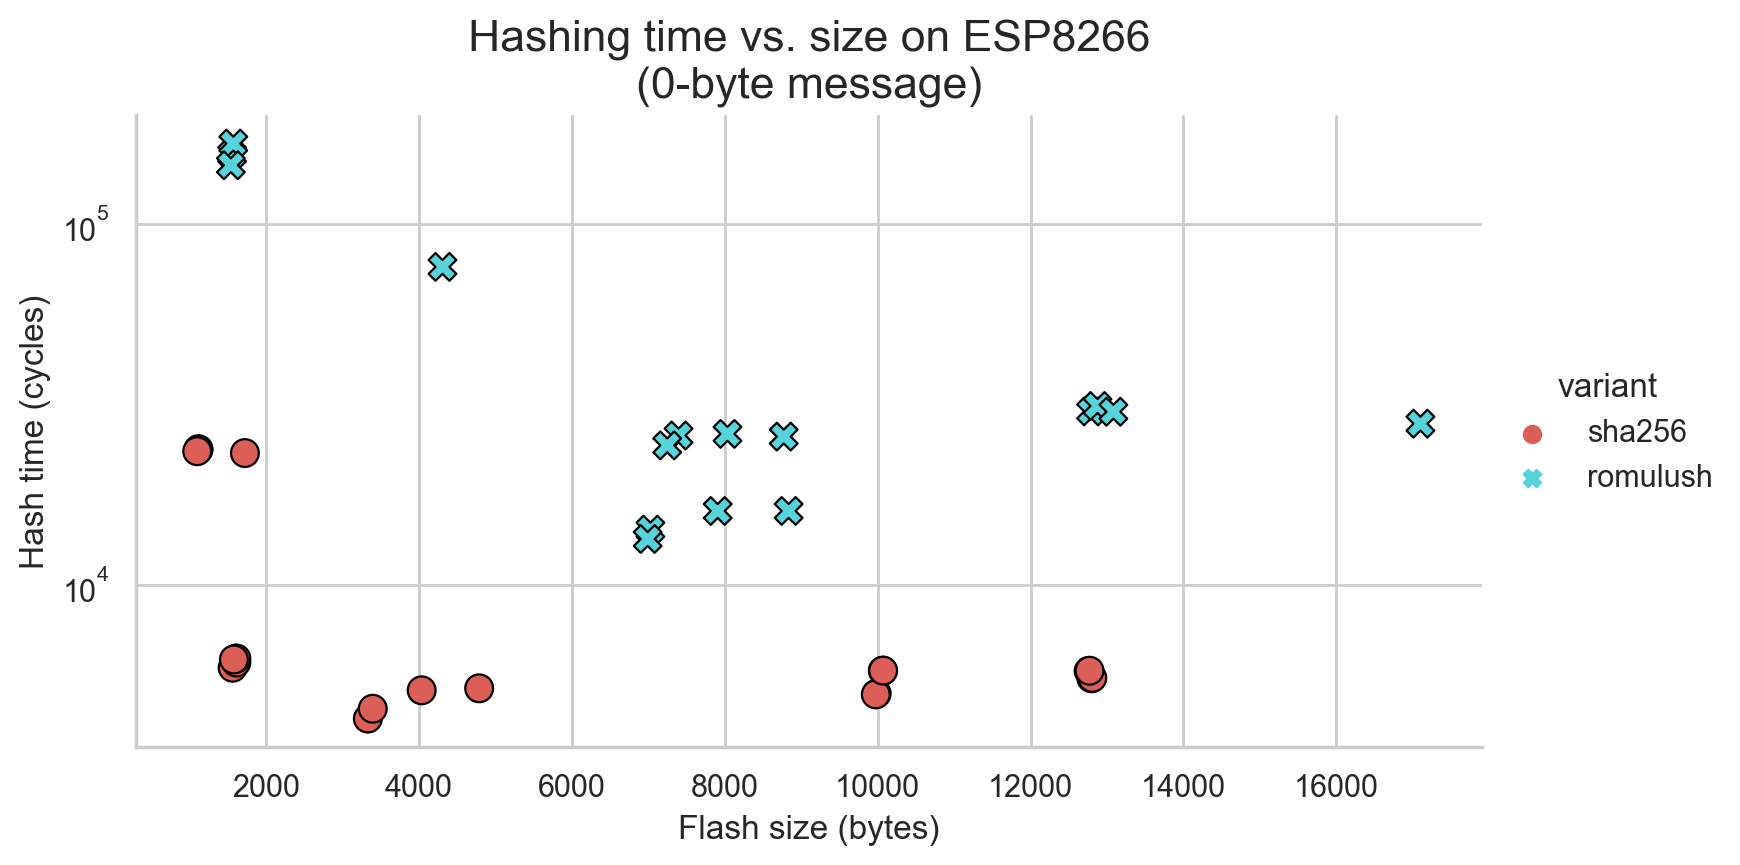 Hashing time vs. size on ESP8266
(0-byte message)
10^5
10^4
Hash time (cycles)
2000 4000 6000 8000 10000 12000 14000 16000
Flash size (bytes)
variant
sha256
romulush